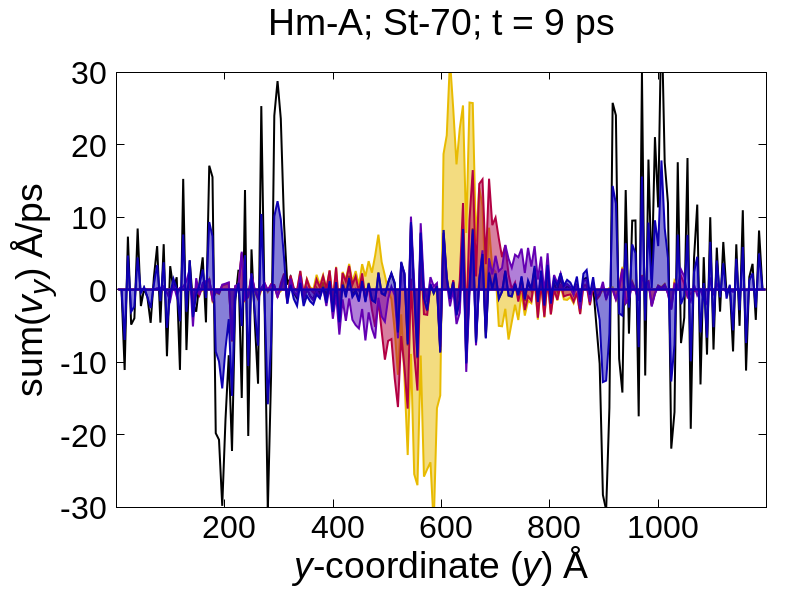 Hm-A; St-70; t = 9 ps
30
20
10
0
-10
-20
-30
sum(v_y) Å/ps
200 400 600 800 1000
y-coordinate (y) Å